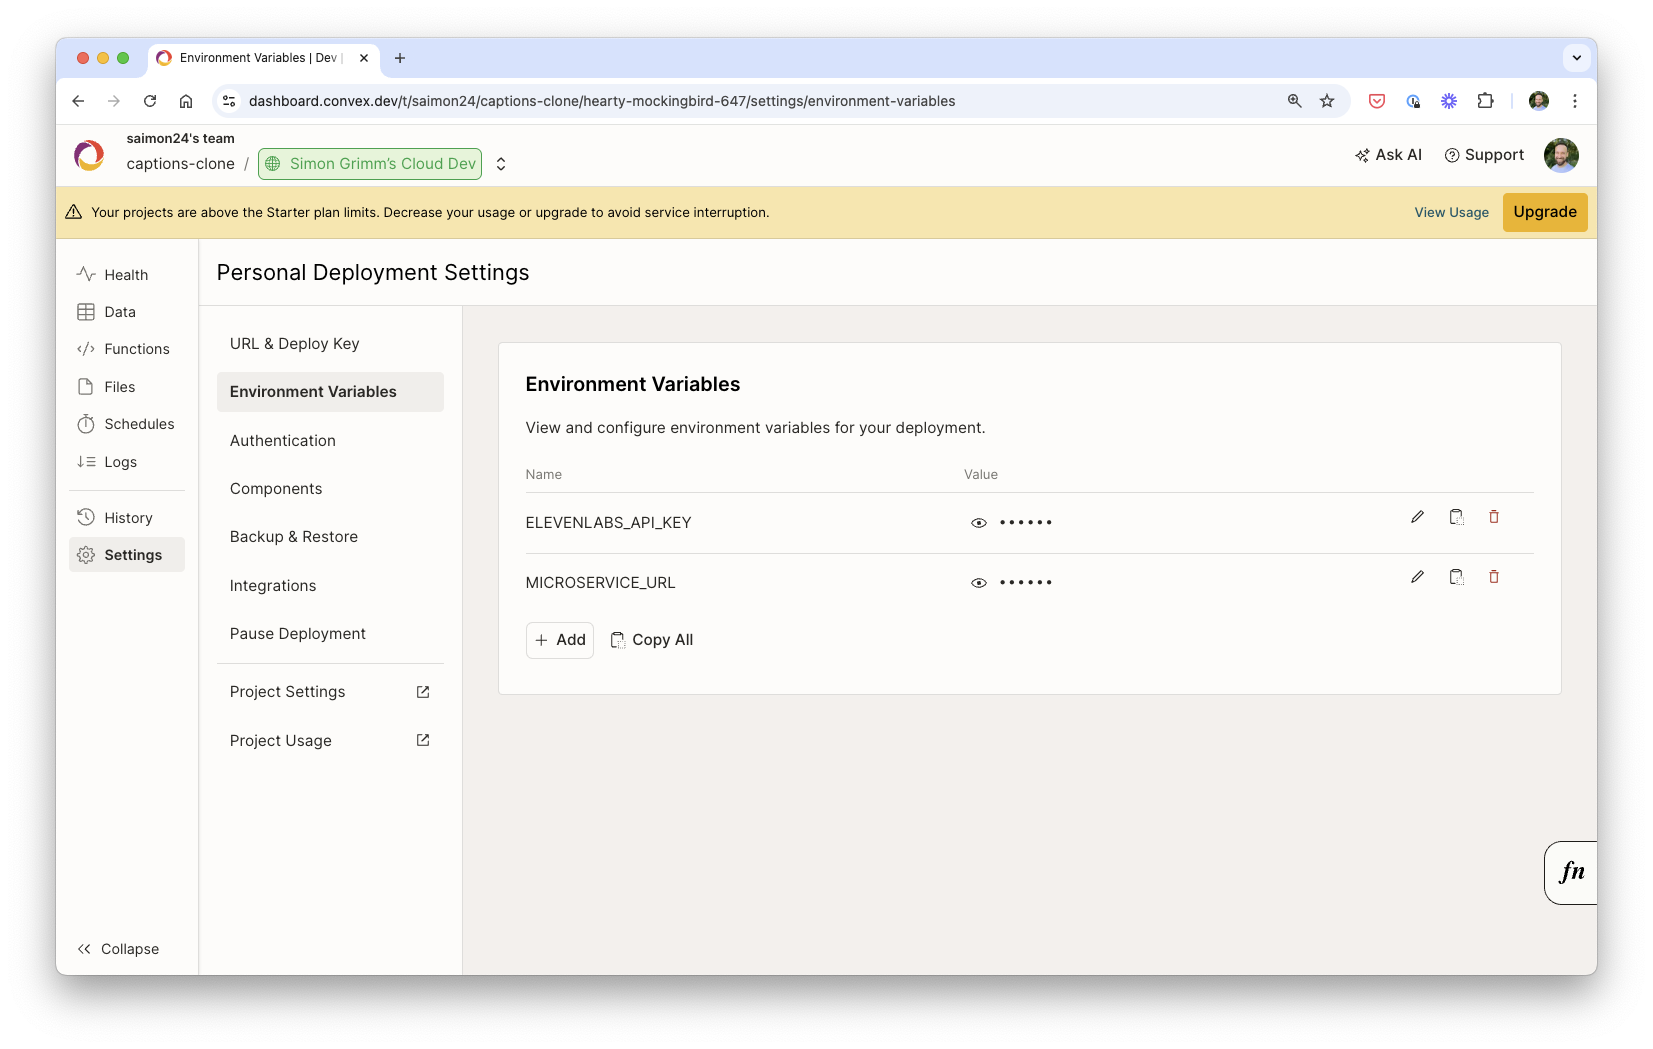 Environment Variables | Dev |
dashboard.convex.dev/t/saimon24/captions-clone/hearty-mockingbird-647/settings/environment-variables
saimon24's team
captions-clone / Simon Grimm’s Cloud Dev
Ask AI
Support
Your projects are above the Starter plan limits. Decrease your usage or upgrade to avoid service interruption.
View Usage
Upgrade
Health
Data
Functions
Files
Schedules
Logs
History
Settings
Collapse
Personal Deployment Settings
URL & Deploy Key
Environment Variables
Authentication
Components
Backup & Restore
Integrations
Pause Deployment
Project Settings
Project Usage
Environment Variables
View and configure environment variables for your deployment.
Name Value
ELEVENLABS_API_KEY ••••••
MICROSERVICE_URL ••••••
+ Add
Copy All
fn